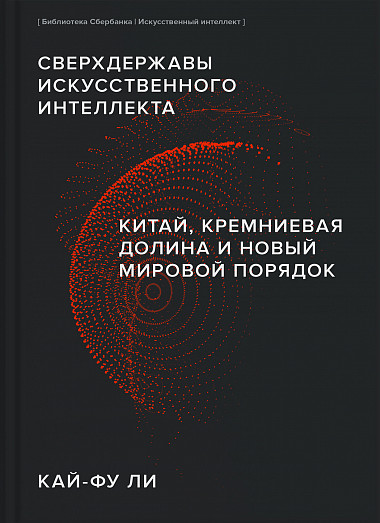 [ Библиотека Сбербанка | Искусственный интеллект ]
СВЕРХДЕРЖАВЫ
ИСКУССТВЕННОГО
ИНТЕЛЛЕКТА
КИТАЙ, КРЕМНИЕВАЯ
ДОЛИНА И НОВЫЙ
МИРОВОЙ ПОРЯДОК
КАЙ-ФУ ЛИ